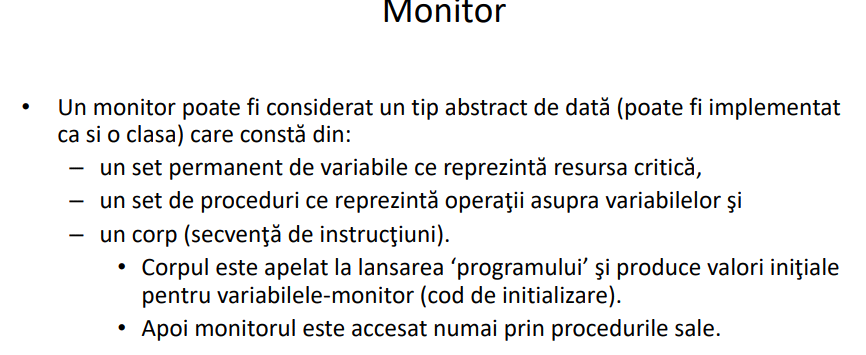 Monitor
• Un monitor poate fi considerat un tip abstract de dată (poate fi implementat
ca si o clasa) care constă din:
– un set permanent de variabile ce reprezintă resursa critică,
– un set de proceduri ce reprezintă operaţii asupra variabilelor şi
– un corp (secvenţă de instrucţiuni).
• Corpul este apelat la lansarea ‘programului’ şi produce valori iniţiale
pentru variabilele-monitor (cod de initializare).
• Apoi monitorul este accesat numai prin procedurile sale.